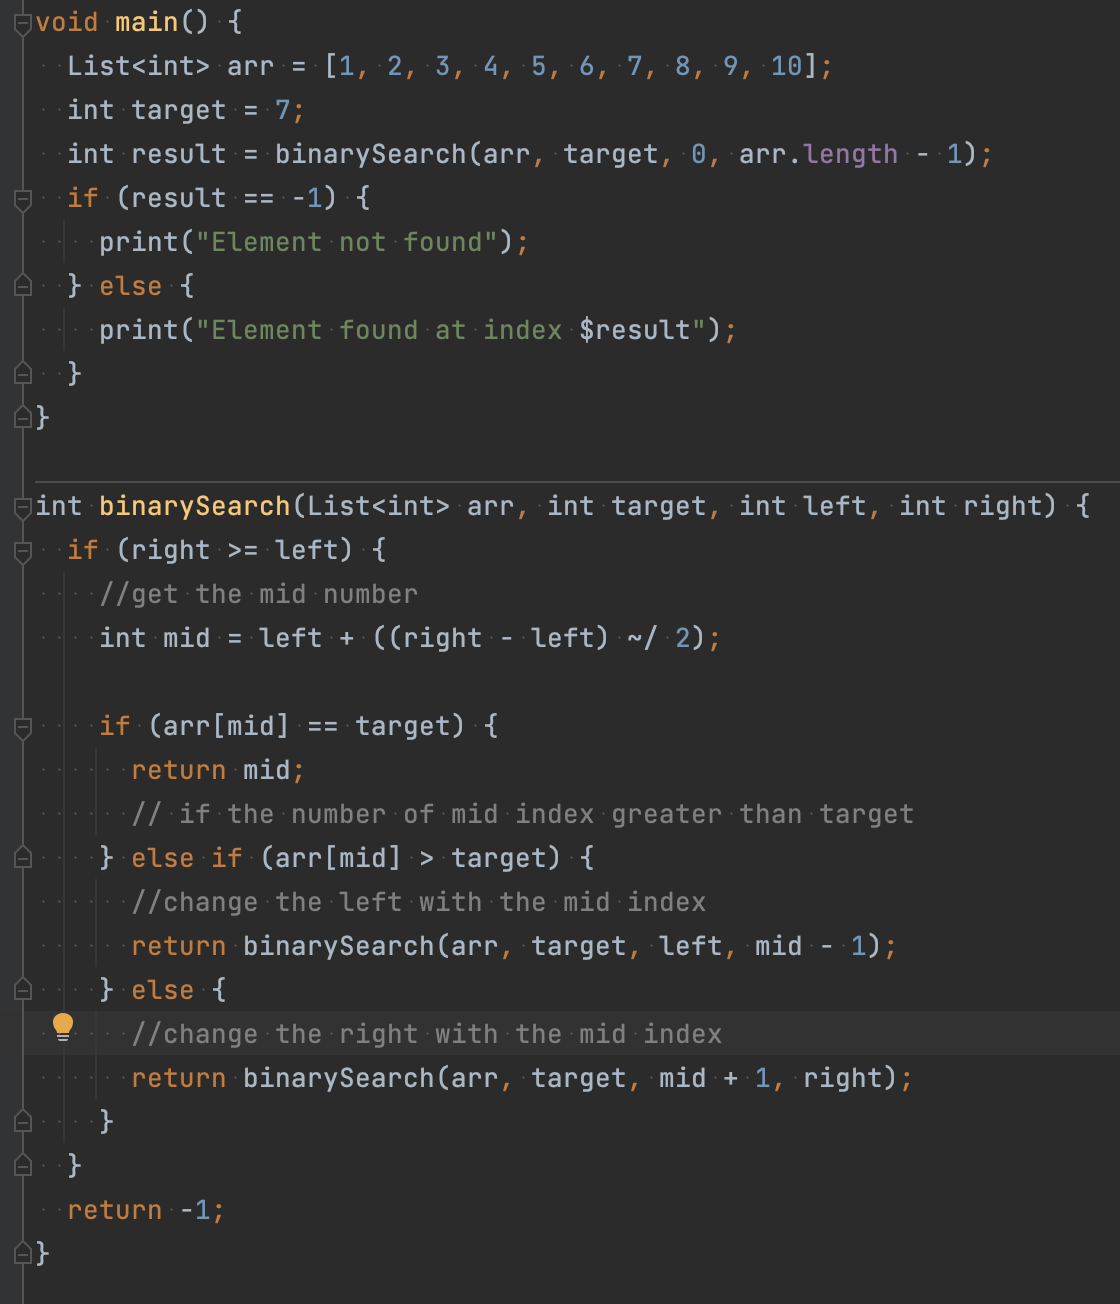 void main() {
  List<int> arr = [1, 2, 3, 4, 5, 6, 7, 8, 9, 10];
  int target = 7;
  int result = binarySearch(arr, target, 0, arr.length - 1);
  if (result == -1) {
    print("Element not found");
  } else {
    print("Element found at index $result");
  }
}

int binarySearch(List<int> arr, int target, int left, int right) {
  if (right >= left) {
    //get the mid number
    int mid = left + ((right - left) ~/ 2);

    if (arr[mid] == target) {
      return mid;
      // if the number of mid index greater than target
    } else if (arr[mid] > target) {
      //change the left with the mid index
      return binarySearch(arr, target, left, mid - 1);
    } else {
      //change the right with the mid index
      return binarySearch(arr, target, mid + 1, right);
    }
  }
  return -1;
}